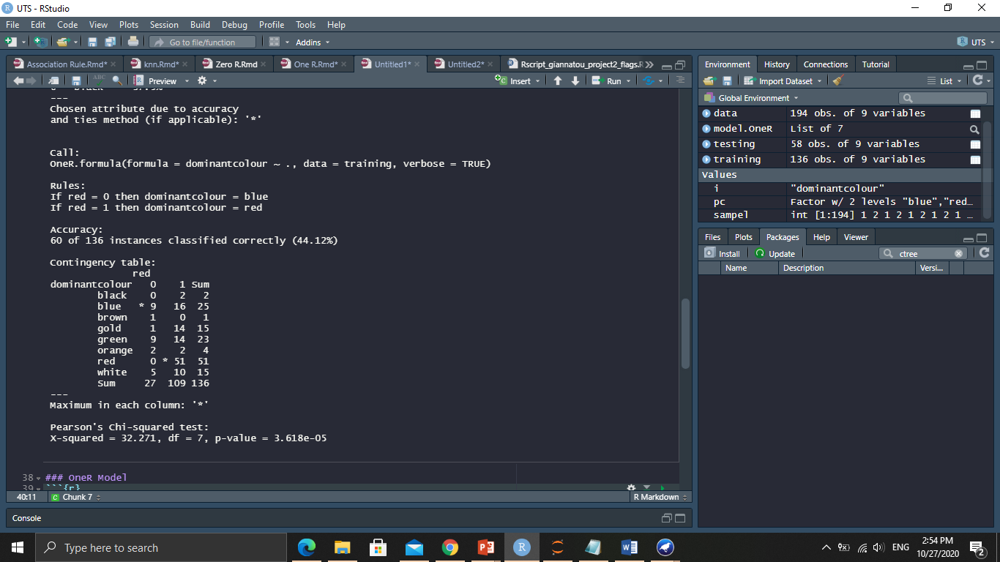 UTS - RStudio
File Edit Code View Plots Session Build Debug Profile Tools Help
Go to file/function Addins UTS
Association Rule.Rmd* knn.Rmd* Zero R.Rmd One R.Rmd* Untitled1* Untitled2* Rscript_giannatou_project2_flags.R
ABC Preview Insert Run
---
Chosen attribute due to accuracy
and ties method (if applicable): '*'
Call:
OneR.formula(formula = dominantcolour ~ ., data = training, verbose = TRUE)
Rules:
If red = 0 then dominantcolour = blue
If red = 1 then dominantcolour = red
Accuracy:
60 of 136 instances classified correctly (44.12%)
Contingency table:
red
dominantcolour 0 1 Sum
black 0 2 2
blue * 9 16 25
brown 1 0 1
gold 1 14 15
green 9 14 23
orange 2 2 4
red 0 * 51 51
white 5 10 15
Sum 27 109 136
---
Maximum in each column: '*'
Pearson's Chi-squared test:
X-squared = 32.271, df = 7, p-value = 3.618e-05
38 ### OneR Model
39 ```{r}
40:11 C Chunk 7 R Markdown
Console
Environment History Connections Tutorial
Import Dataset List
Global Environment
data 194 obs. of 9 variables
model.OneR List of 7
testing 58 obs. of 9 variables
training 136 obs. of 9 variables
Values
i "dominantcolour"
pc Factor w/ 2 levels "blue","red…
sampel int [1:194] 1 2 1 2 1 2 1 2 1 …
Files Plots Packages Help Viewer
Install Update ctree
Name Description Versi...
Type here to search
ENG
2:54 PM
10/27/2020
2